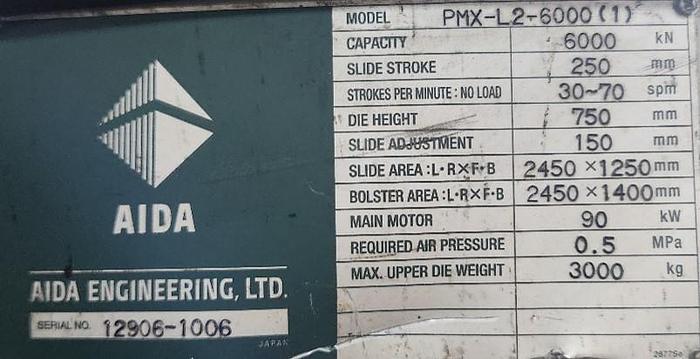 AIDA
AIDA ENGINEERING, LTD.
SERIAL NO. 12906-1006
JAPAN
MODEL PMX-L2-6000(1)
CAPACITY 6000 kN
SLIDE STROKE 250 mm
STROKES PER MINUTE : NO LOAD 30~70 spm
DIE HEIGHT 750 mm
SLIDE ADJUSTMENT 150 mm
SLIDE AREA : L·R×F·B 2450 ×1250 mm
BOLSTER AREA : L·R×F·B 2450 ×1400 mm
MAIN MOTOR 90 kW
REQUIRED AIR PRESSURE 0.5 MPa
MAX. UPPER DIE WEIGHT 3000 kg